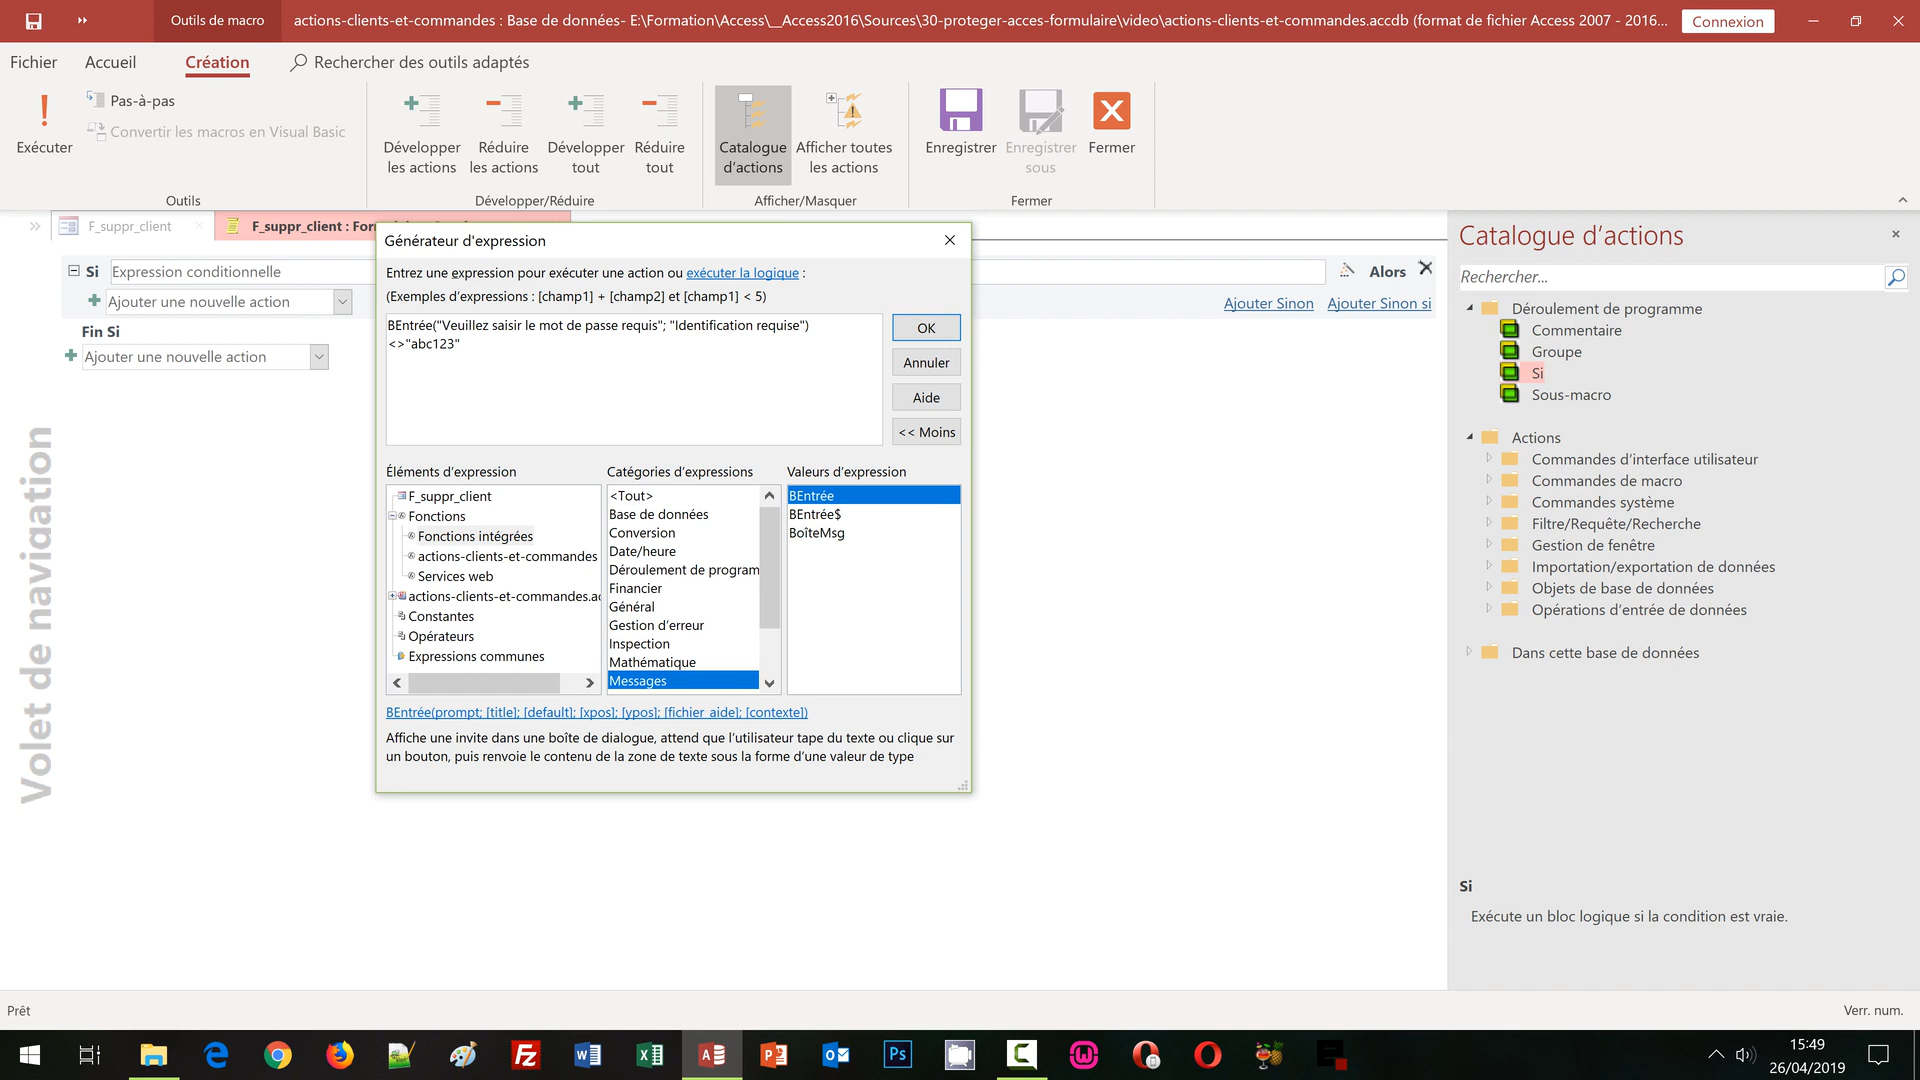 Outils de macro
actions-clients-et-commandes : Base de données- E:\Formation\Access\__Access2016\Sources\30-proteger-acces-formulaire\video\actions-clients-et-commandes.accdb (format de fichier Access 2007 - 2016...
Connexion
Fichier
Accueil
Création
Rechercher des outils adaptés
Exécuter
Pas-à-pas
Convertir les macros en Visual Basic
Outils
Développer
les actions
Réduire
les actions
Développer
tout
Réduire
tout
Développer/Réduire
Catalogue
d'actions
Afficher toutes
les actions
Afficher/Masquer
Enregistrer
Enregistrer
sous
Fermer
Fermer
F_suppr_client
F_suppr_client : For
Si
Expression conditionnelle
Alors
Ajouter une nouvelle action
Ajouter Sinon
Ajouter Sinon si
Fin Si
Ajouter une nouvelle action
Volet de navigation
Générateur d'expression
Entrez une expression pour exécuter une action ou exécuter la logique :
(Exemples d'expressions : [champ1] + [champ2] et [champ1] < 5)
BEntrée("Veuillez saisir le mot de passe requis"; "Identification requise")
<>"abc123"
OK
Annuler
Aide
<< Moins
Éléments d'expression
F_suppr_client
Fonctions
Fonctions intégrées
actions-clients-et-commandes
Services web
actions-clients-et-commandes.ac
Constantes
Opérateurs
Expressions communes
Catégories d'expressions
<Tout>
Base de données
Conversion
Date/heure
Déroulement de program
Financier
Général
Gestion d'erreur
Inspection
Mathématique
Messages
Valeurs d'expression
BEntrée
BEntrée$
BoîteMsg
BEntrée(prompt; [title]; [default]; [xpos]; [ypos]; [fichier_aide]; [contexte])
Affiche une invite dans une boîte de dialogue, attend que l'utilisateur tape du texte ou clique sur
un bouton, puis renvoie le contenu de la zone de texte sous la forme d'une valeur de type
Catalogue d'actions
Rechercher...
Déroulement de programme
Commentaire
Groupe
Si
Sous-macro
Actions
Commandes d'interface utilisateur
Commandes de macro
Commandes système
Filtre/Requête/Recherche
Gestion de fenêtre
Importation/exportation de données
Objets de base de données
Opérations d'entrée de données
Dans cette base de données
Si
Exécute un bloc logique si la condition est vraie.
Prêt
Verr. num.
15:49
26/04/2019